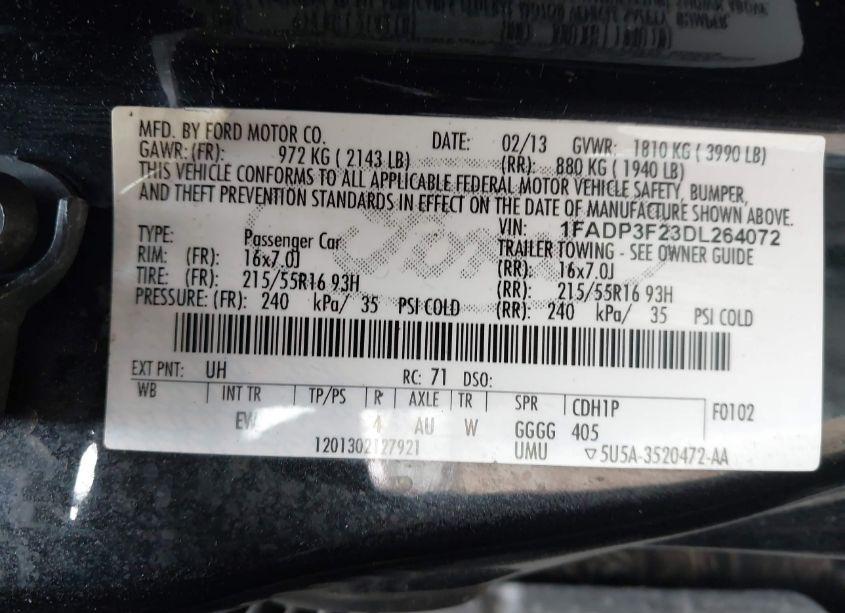 MFD. BY FORD MOTOR CO. DATE: 02/13 GVWR: 1810 KG ( 3990 LB)
GAWR: (FR): 972 KG ( 2143 LB) (RR): 880 KG ( 1940 LB)
THIS VEHICLE CONFORMS TO ALL APPLICABLE FEDERAL MOTOR VEHICLE SAFETY, BUMPER,
AND THEFT PREVENTION STANDARDS IN EFFECT ON THE DATE OF MANUFACTURE SHOWN ABOVE.
VIN: 1FADP3F23DL264072
TYPE: Passenger Car TRAILER TOWING - SEE OWNER GUIDE
RIM: (FR): 16x7.0J (RR): 16x7.0J
TIRE: (FR): 215/55R16 93H (RR): 215/55R16 93H
PRESSURE: (FR): 240 kPa/ 35 PSI COLD (RR): 240 kPa/ 35 PSI COLD
EXT PNT: UH RC: 71 DSO:
WB INT TR TP/PS R AXLE TR SPR CDH1P F0102
EW 4 AU W GGGG 405
1201302127921 UMU ▽5U5A-3520472-AA
Ford